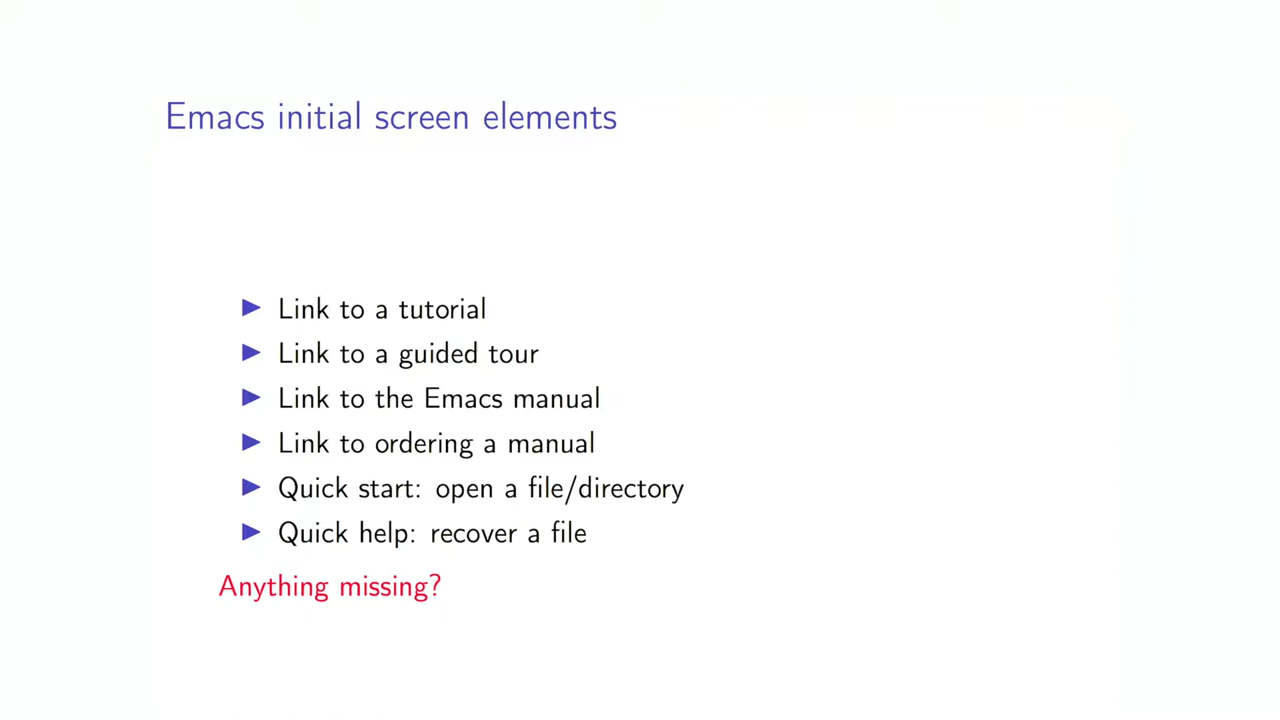 Emacs initial screen elements
Link to a tutorial
Link to a guided tour
Link to the Emacs manual
Link to ordering a manual
Quick start: open a file/directory
Quick help: recover a file
Anything missing?